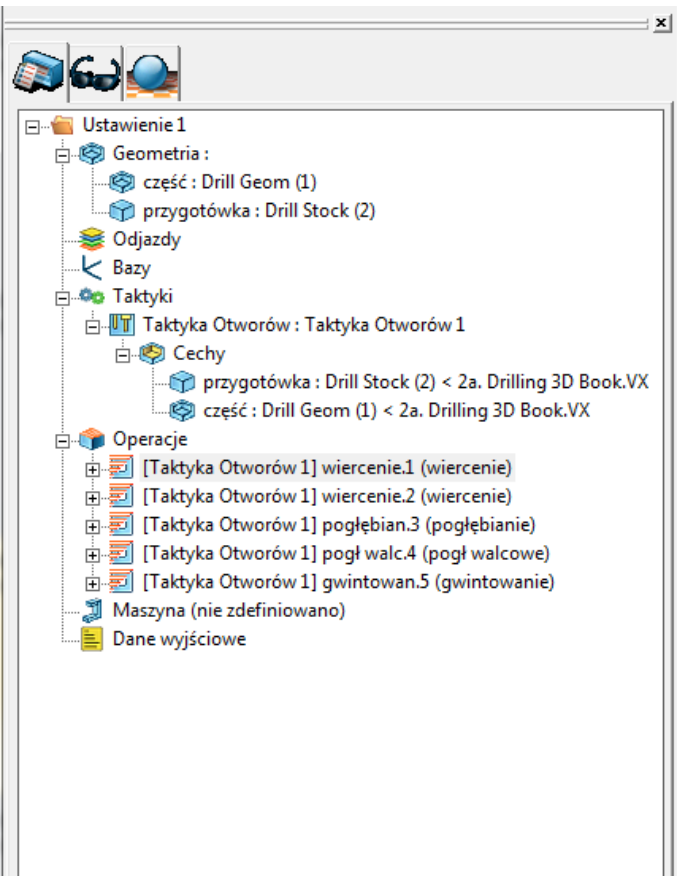 Ustawienie 1
Geometria :
część : Drill Geom (1)
przygotówka : Drill Stock (2)
Odjazdy
Bazy
Taktyki
Taktyka Otworów : Taktyka Otworów 1
Cechy
przygotówka : Drill Stock (2) < 2a. Drilling 3D Book.VX
część : Drill Geom (1) < 2a. Drilling 3D Book.VX
Operacje
[Taktyka Otworów 1] wiercenie.1 (wiercenie)
[Taktyka Otworów 1] wiercenie.2 (wiercenie)
[Taktyka Otworów 1] pogłębian.3 (pogłębianie)
[Taktyka Otworów 1] pogł walc.4 (pogł walcowe)
[Taktyka Otworów 1] gwintowan.5 (gwintowanie)
Maszyna (nie zdefiniowano)
Dane wyjściowe